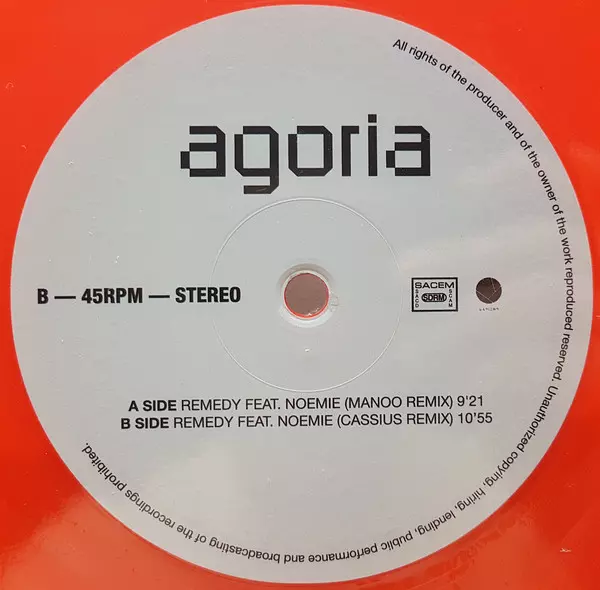 agoria
B — 45RPM — STEREO
SACEM
SACD
SDRM
SCAM
A SIDE REMEDY FEAT. NOEMIE (MANOO REMIX) 9'21
B SIDE REMEDY FEAT. NOEMIE (CASSIUS REMIX) 10'55
All rights of the producer and of the owner of the work reproduced reserved. Unauthorized copying, hiring, lending, public performance and broadcasting of the recordings prohibited.